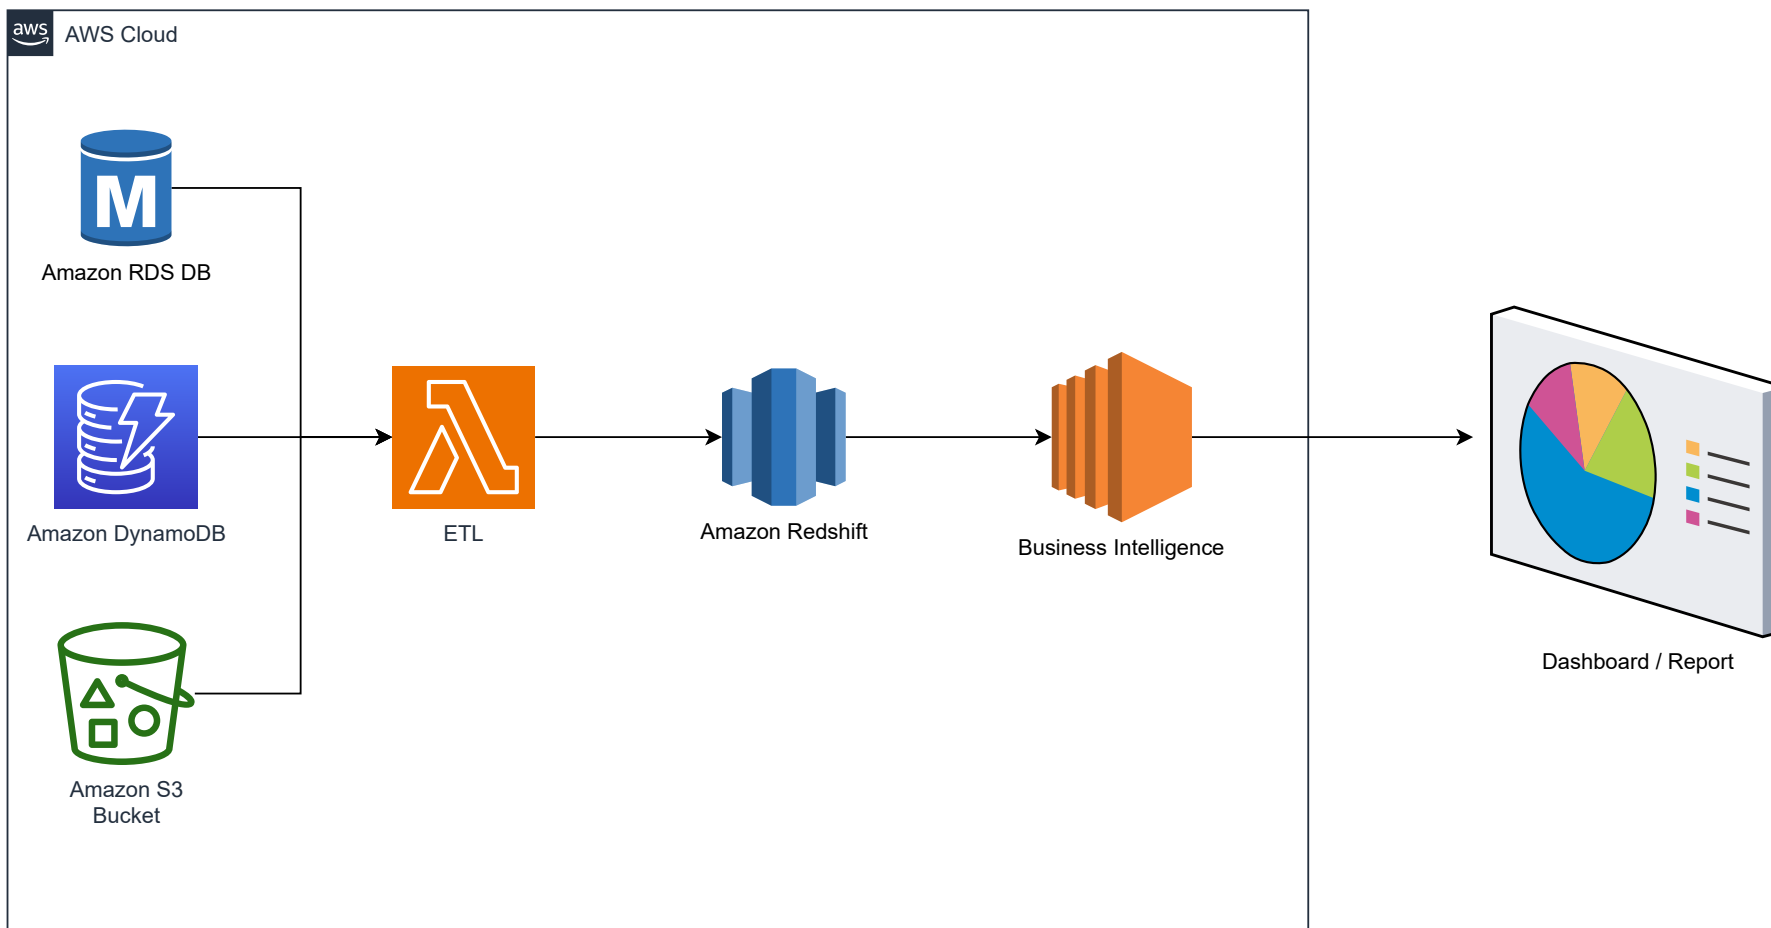 aws
AWS Cloud
M
Amazon RDS DB
Amazon DynamoDB
ETL
Amazon Redshift
Business Intelligence
Dashboard / Report
Amazon S3
Bucket